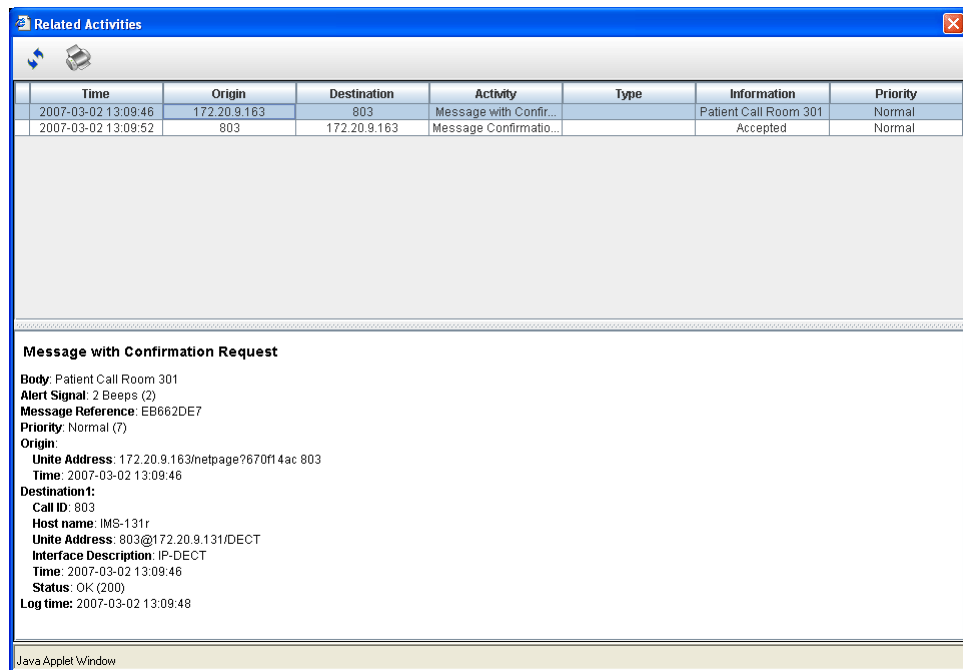 Related Activities
Time Origin Destination Activity Type Information Priority
2007-03-02 13:09:46 172.20.9.163 803 Message with Confir... Patient Call Room 301 Normal
2007-03-02 13:09:52 803 172.20.9.163 Message Confirmatio... Accepted Normal
Message with Confirmation Request
Body: Patient Call Room 301
Alert Signal: 2 Beeps (2)
Message Reference: EB662DE7
Priority: Normal (7)
Origin:
Unite Address: 172.20.9.163/netpage?670f14ac 803
Time: 2007-03-02 13:09:46
Destination1:
Call ID: 803
Host name: IMS-131r
Unite Address: 803@172.20.9.131/DECT
Interface Description: IP-DECT
Time: 2007-03-02 13:09:46
Status: OK (200)
Log time: 2007-03-02 13:09:48
Java Applet Window